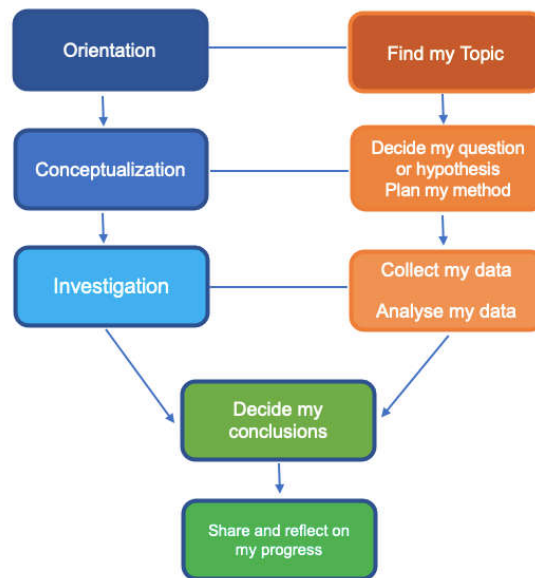 Orientation
Find my Topic
Conceptualization
Decide my question
or hypothesis
Plan my method
Investigation
Collect my data
Analyse my data
Decide my
conclusions
Share and reflect on
my progress